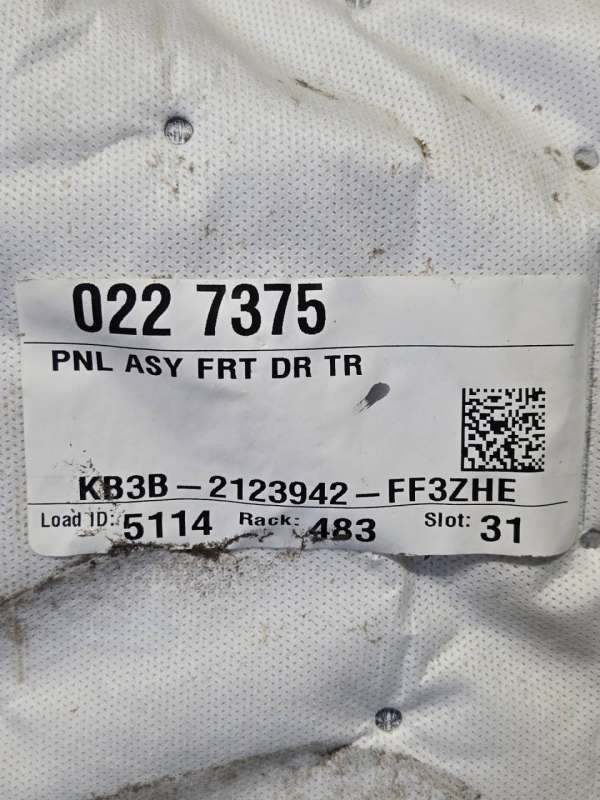 022 7375
PNL ASY FRT DR TR
KB3B-2123942-FF3ZHE
Load ID: 5114 Rack: 483 Slot: 31